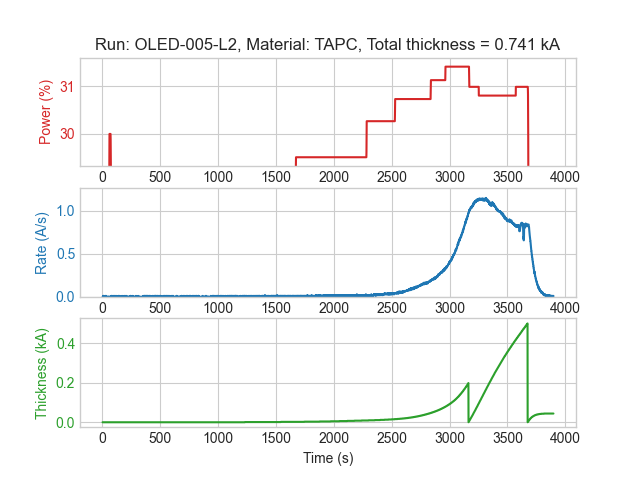 Run: OLED-005-L2, Material: TAPC, Total thickness = 0.741 kA
Power (%)
31
30
0 500 1000 1500 2000 2500 3000 3500 4000
Rate (A/s)
1.0
0.5
0.0
0 500 1000 1500 2000 2500 3000 3500 4000
Thickness (kA)
0.4
0.2
0.0
0 500 1000 1500 2000 2500 3000 3500 4000
Time (s)